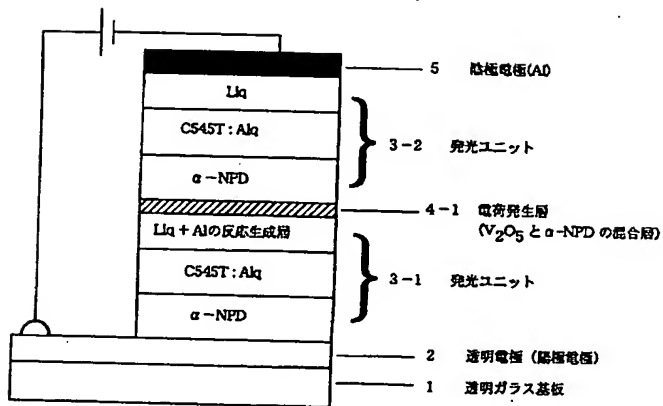 5 陰極電極(Al)
Liq
C545T:Alq
3-2 発光ユニット
α-NPD
4-1 電荷発生層
(V2O5とα-NPDの混合層)
Liq+Alの反応生成層
C545T:Alq
3-1 発光ユニット
α-NPD
2 透明電極(陽極電極)
1 透明ガラス基板